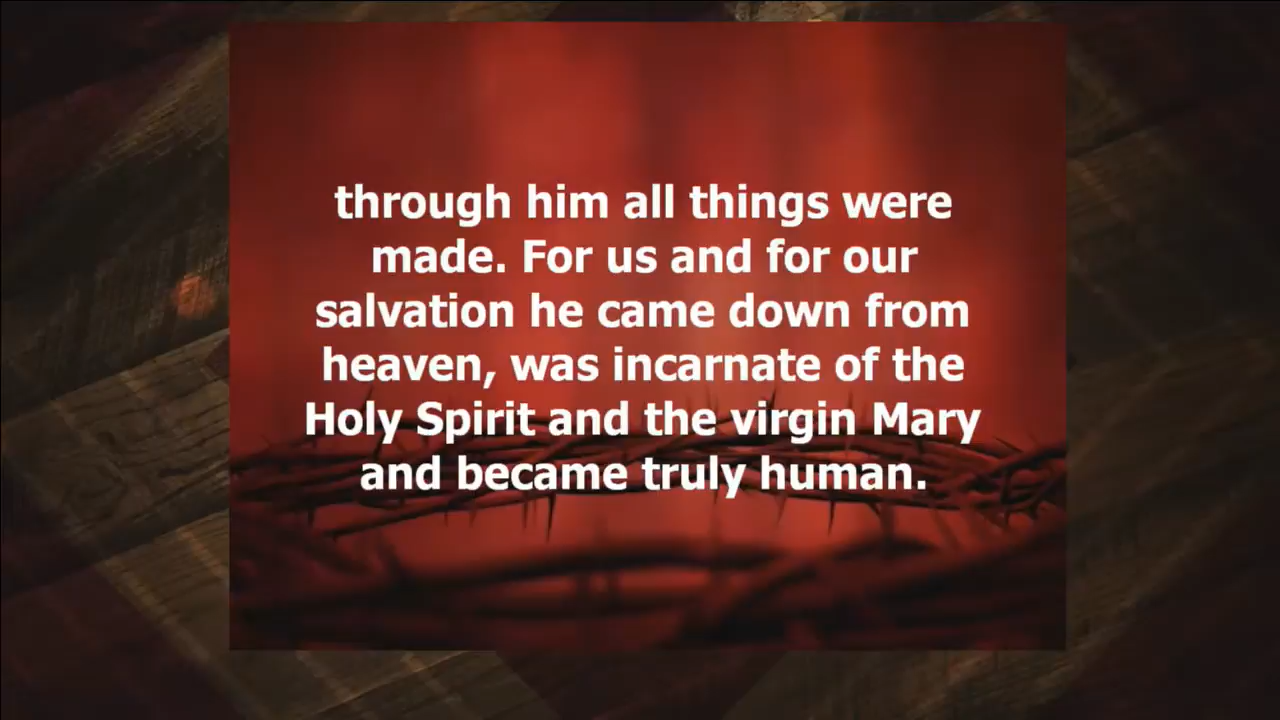 through him all things were
made. For us and for our
salvation he came down from
heaven, was incarnate of the
Holy Spirit and the virgin Mary
and became truly human.